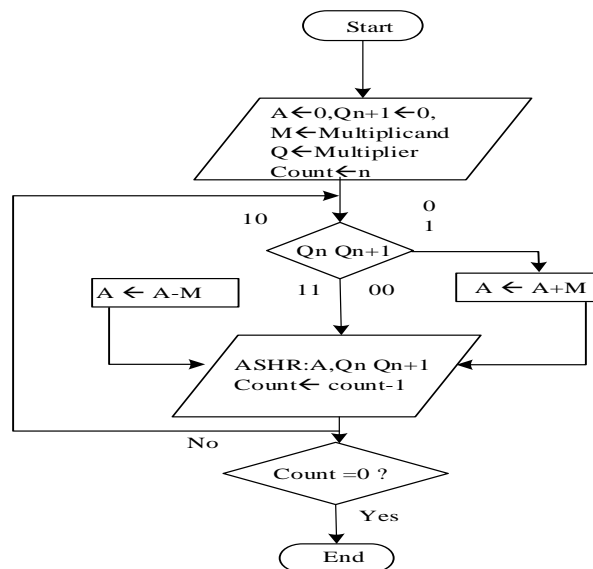 Start
A←0,Qn+1←0,
M←Multiplicand
Q←Multiplier
Count←n
10
0
1
Qn Qn+1
A ← A-M
11 00
A ← A+M
ASHR:A,Qn Qn+1
Count← count-1
No
Count =0 ?
Yes
End